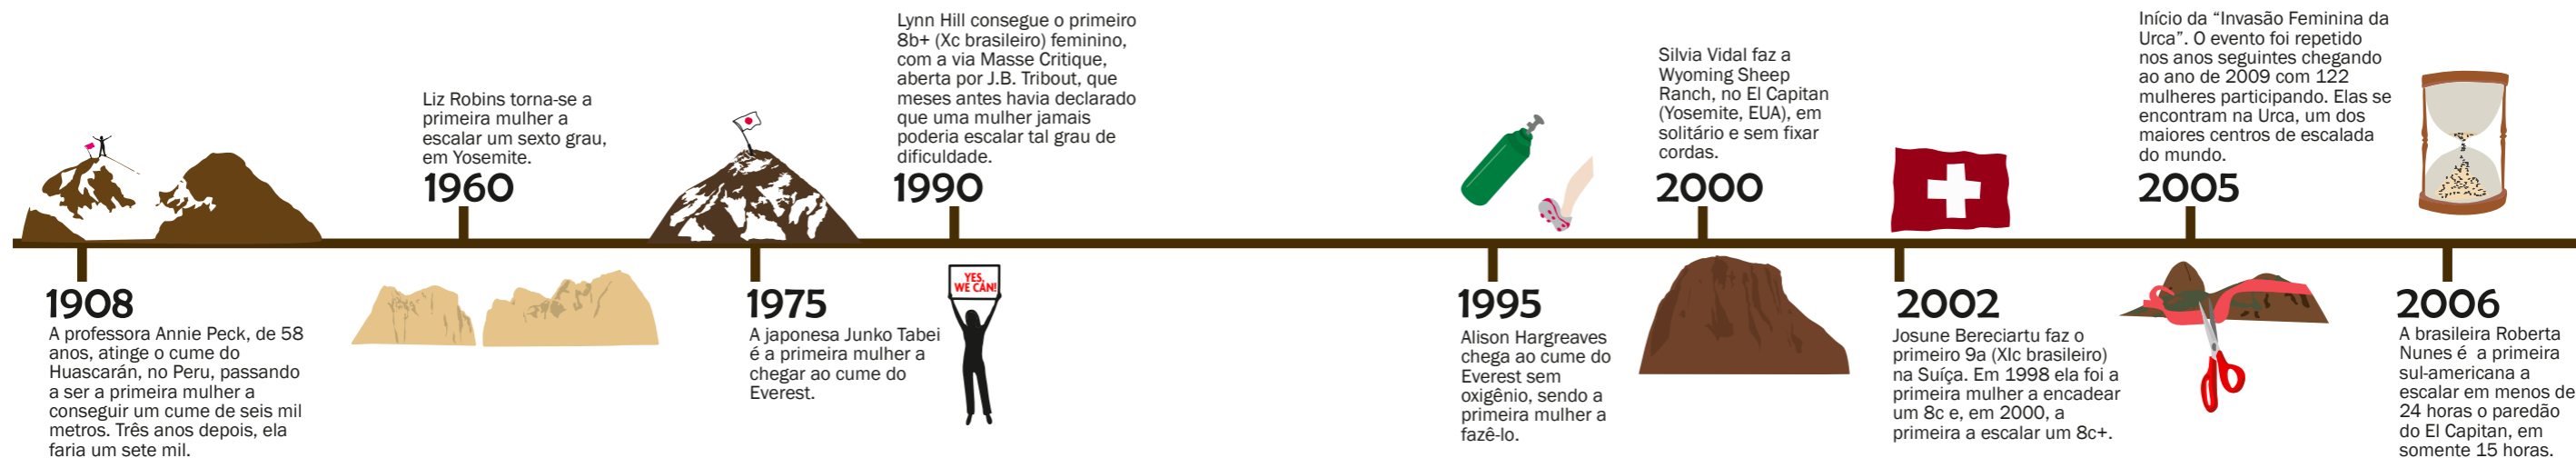 1908
A professora Annie Peck, de 58
anos, atinge o cume do
Huascarán, no Peru, passando
a ser a primeira mulher a
conseguir um cume de seis mil
metros. Três anos depois, ela
faria um sete mil.
Liz Robins torna-se a
primeira mulher a
escalar um sexto grau,
em Yosemite.
1960
1975
A japonesa Junko Tabei
é a primeira mulher a
chegar ao cume do
Everest.
Lynn Hill consegue o primeiro
8b+ (Xc brasileiro) feminino,
com a via Masse Critique,
aberta por J.B. Tribout, que
meses antes havia declarado
que uma mulher jamais
poderia escalar tal grau de
dificuldade.
1990
YES,
WE CAN!
1995
Alison Hargreaves
chega ao cume do
Everest sem
oxigênio, sendo a
primeira mulher a
fazê-lo.
Silvia Vidal faz a
Wyoming Sheep
Ranch, no El Capitan
(Yosemite, EUA), em
solitário e sem fixar
cordas.
2000
2002
Josune Bereciartu faz o
primeiro 9a (XIc brasileiro)
na Suíça. Em 1998 ela foi a
primeira mulher a encadear
um 8c e, em 2000, a
primeira a escalar um 8c+.
Início da “Invasão Feminina da
Urca”. O evento foi repetido
nos anos seguintes chegando
ao ano de 2009 com 122
mulheres participando. Elas se
encontram na Urca, um dos
maiores centros de escalada
do mundo.
2005
2006
A brasileira Roberta
Nunes é  a primeira
sul-americana a
escalar em menos de
24 horas o paredão
do El Capitan, em
somente 15 horas.